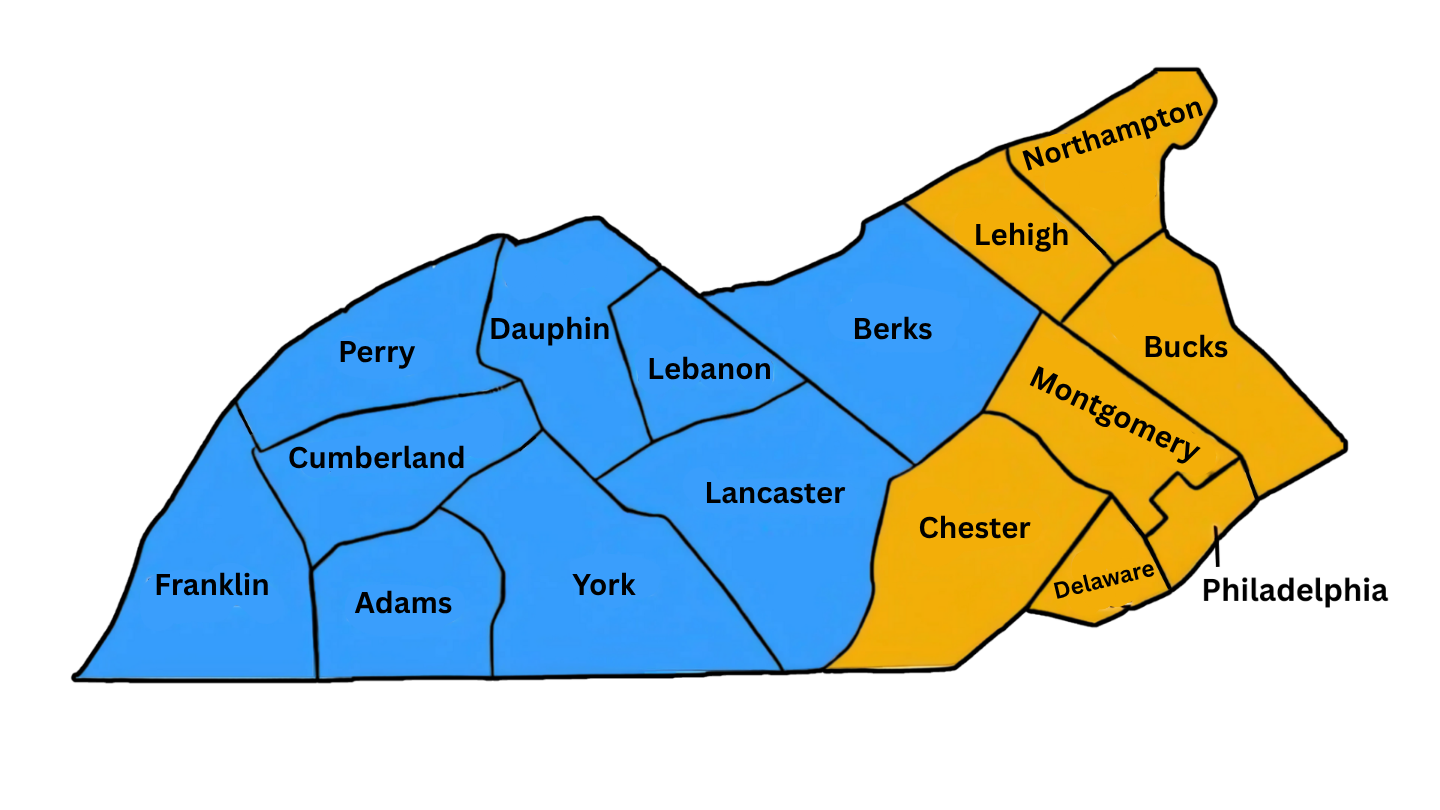 Northampton
Lehigh
Perry
Dauphin
Lebanon
Berks
Bucks
Montgomery
Cumberland
Lancaster
Chester
Franklin
Adams
York
Delaware
Philadelphia